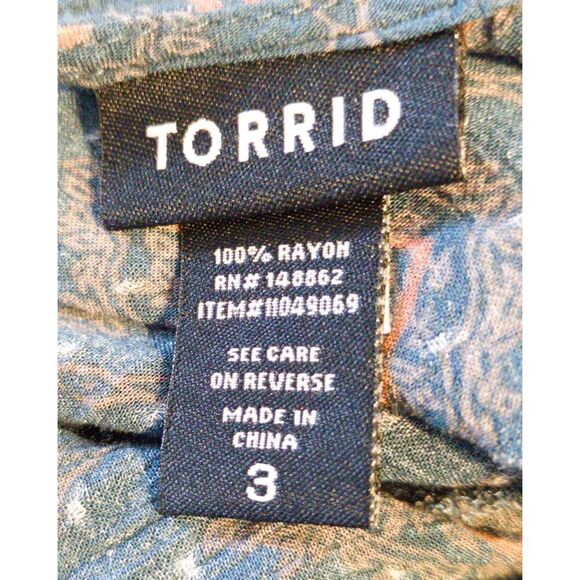 TORRID
100% RAYON
RN# 148862
ITEM#11049069
SEE CARE
ON REVERSE
MADE IN
CHINA
3